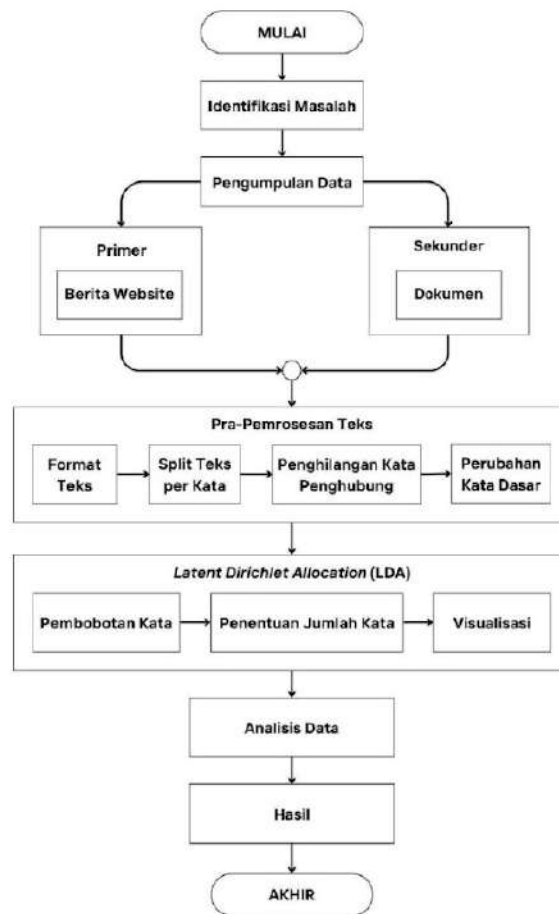 MULAI
Identifikasi Masalah
Pengumpulan Data
Primer
Berita Website
Sekunder
Dokumen
Pra-Pemrosesan Teks
Format
Teks
Split Teks
per Kata
Penghilangan Kata
Penghubung
Perubahan
Kata Dasar
Latent Dirichlet Allocation (LDA)
Pembobotan Kata
Penentuan Jumlah Kata
Visualisasi
Analisis Data
Hasil
AKHIR